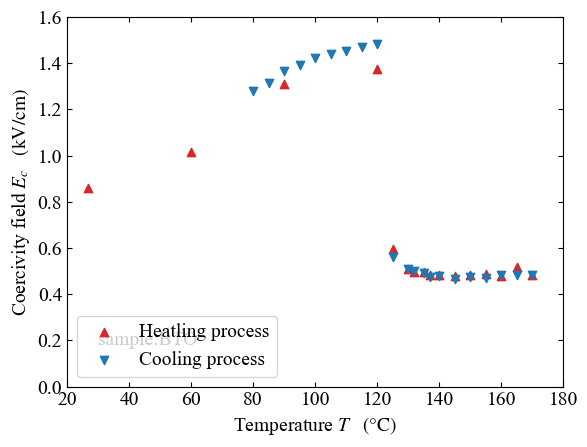 1.6
1.4
1.2
1.0
0.8
0.6
0.4
0.2
0.0
Coercivity field E_c (kV/cm)
Heatling process
sample:BTO
Cooling process
20 40 60 80 100 120 140 160 180
Temperature T (°C)